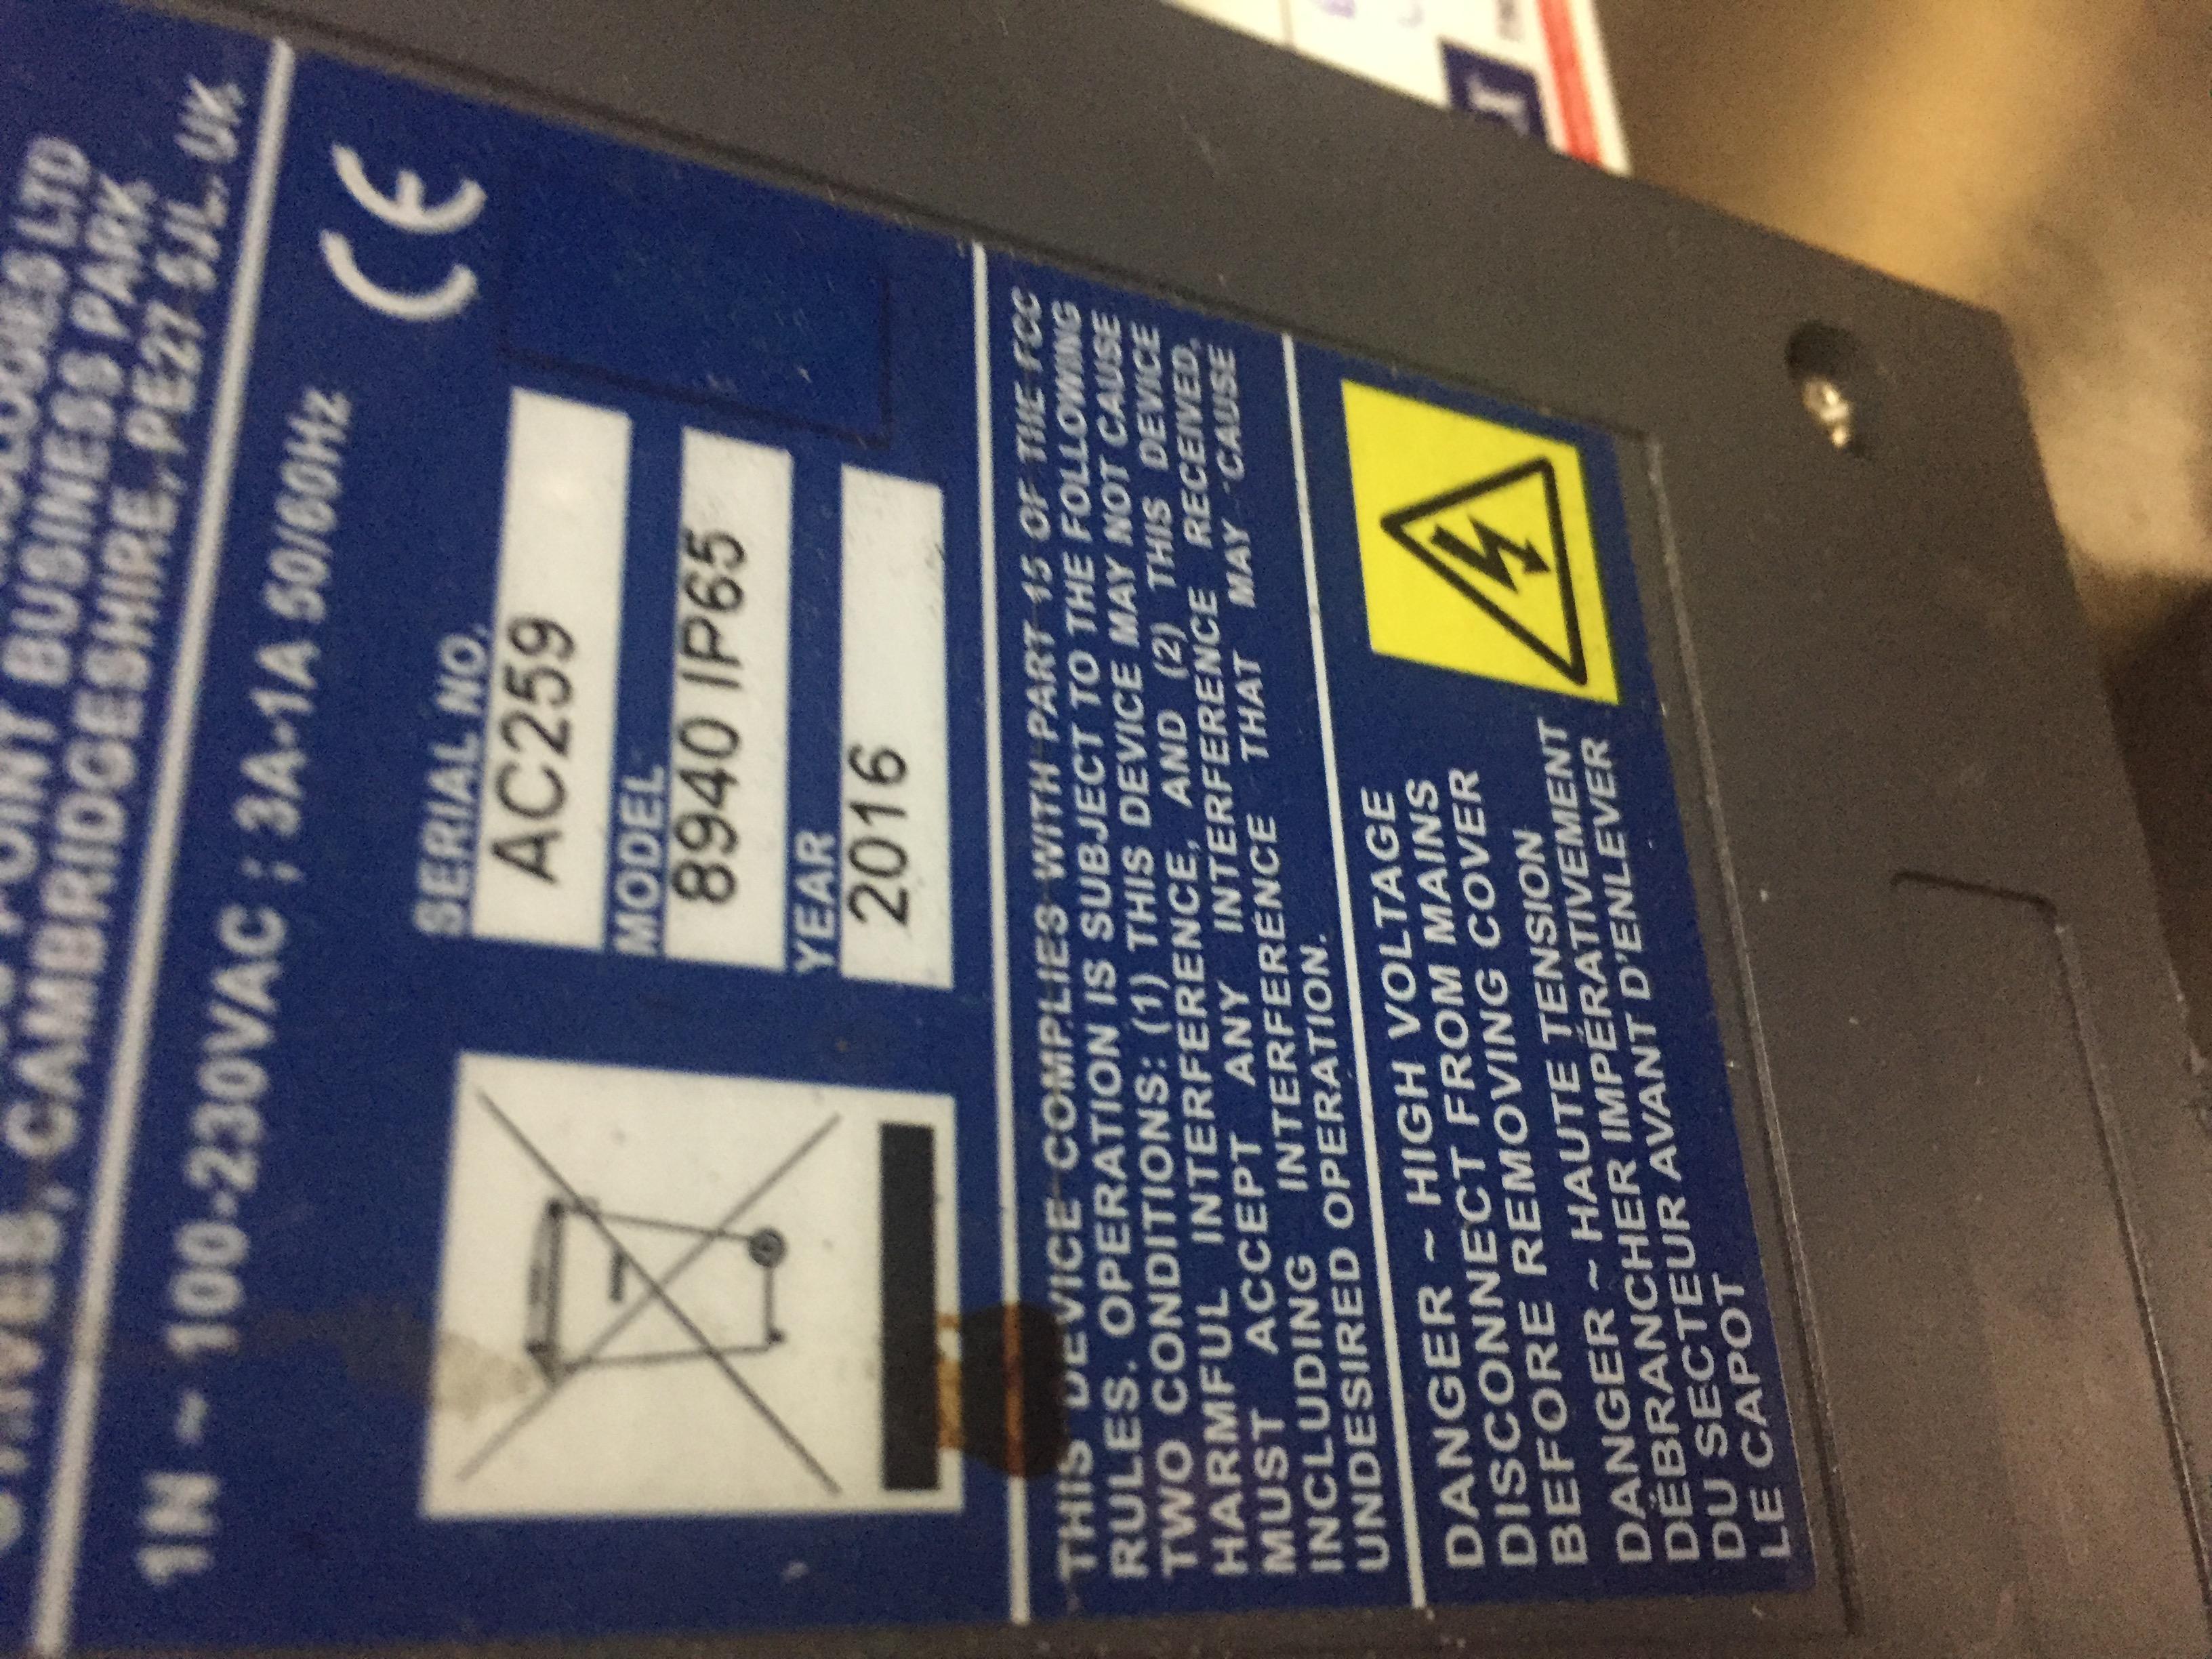 LTD
POINT BUSINESS PARK,
CAMBRIDGESHIRE, PE27 5JL, UK
1N ~ 100-230VAC ; 3A-1A 50/60Hz
CE
SERIAL NO.
AC259
MODEL
8940 IP65
YEAR
2016
THIS DEVICE COMPLIES WITH PART 15 OF THE FCC
RULES. OPERATION IS SUBJECT TO THE FOLLOWING
TWO CONDITIONS: (1) THIS DEVICE MAY NOT CAUSE
HARMFUL INTERFERENCE, AND (2) THIS DEVICE
MUST ACCEPT ANY INTERFERENCE RECEIVED,
INCLUDING INTERFERENCE THAT MAY CAUSE
UNDESIRED OPERATION.
DANGER ~ HIGH VOLTAGE
DISCONNECT FROM MAINS
BEFORE REMOVING COVER
DANGER ~ HAUTE TENSION
DÉBRANCHER IMPÉRATIVEMENT
DU SECTEUR AVANT D'ENLEVER
LE CAPOT